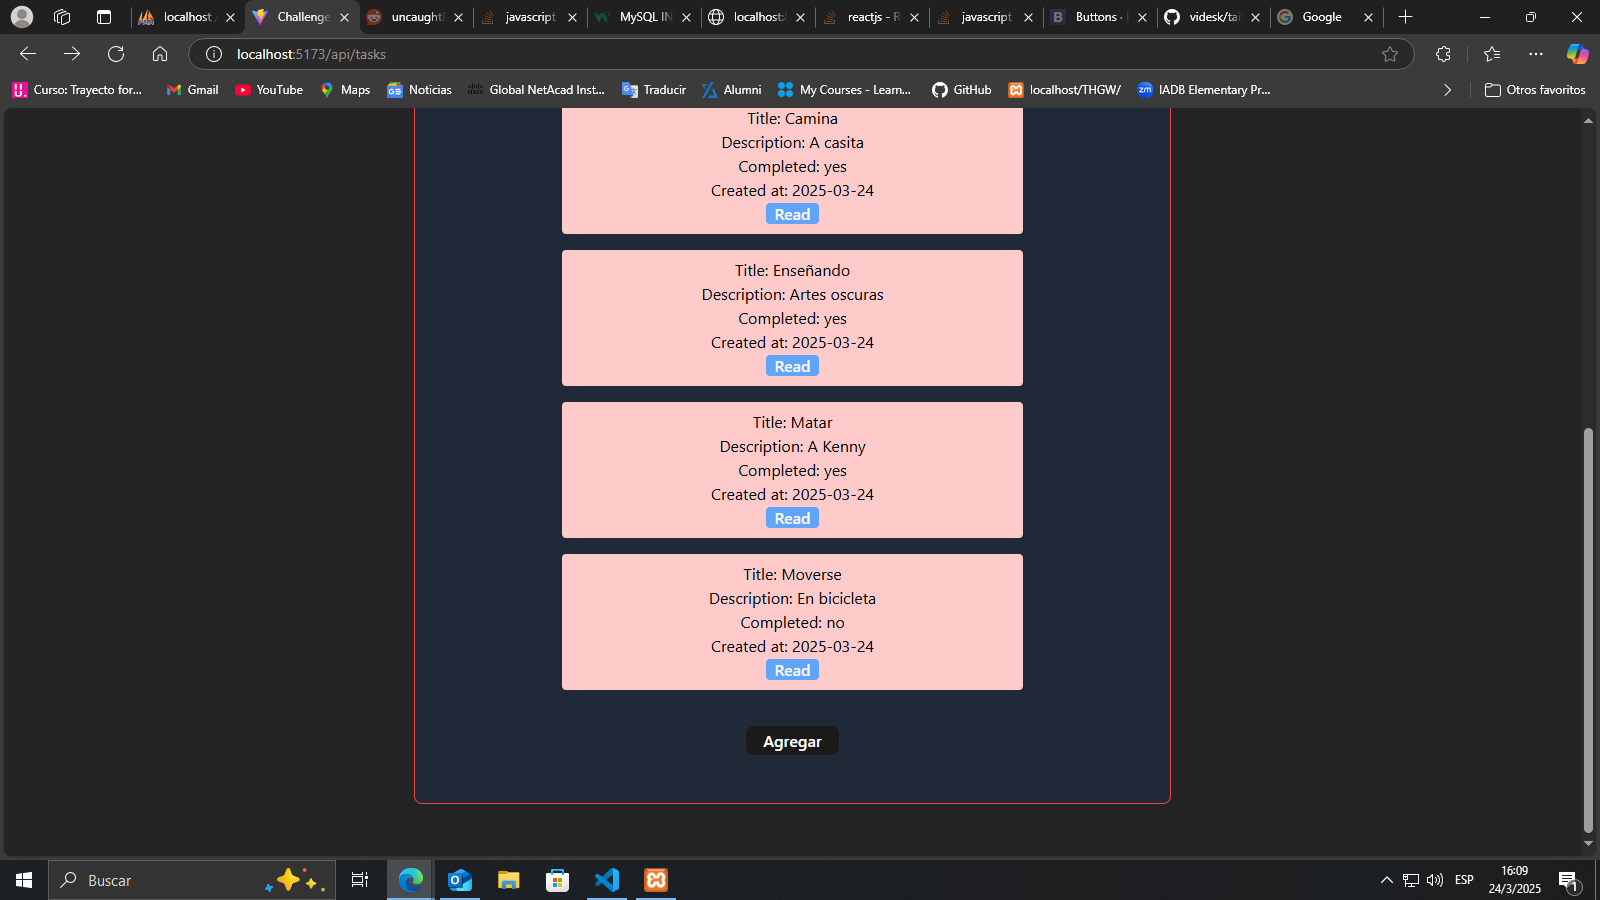 localhost
Challenge
uncaught
javascript
MySQL IN
localhost
reactjs - R
javascript
Buttons ·
videsk/tai
Google
localhost:5173/api/tasks
Curso: Trayecto for...
Gmail
YouTube
Maps
Noticias
Global NetAcad Inst...
Traducir
Alumni
My Courses - Learn...
GitHub
localhost/THGW/
zm
IADB Elementary Pr...
Otros favoritos
Title: Camina
Description: A casita
Completed: yes
Created at: 2025-03-24
Read
Title: Enseñando
Description: Artes oscuras
Completed: yes
Created at: 2025-03-24
Read
Title: Matar
Description: A Kenny
Completed: yes
Created at: 2025-03-24
Read
Title: Moverse
Description: En bicicleta
Completed: no
Created at: 2025-03-24
Read
Agregar
Buscar
ESP
16:09
24/3/2025
1